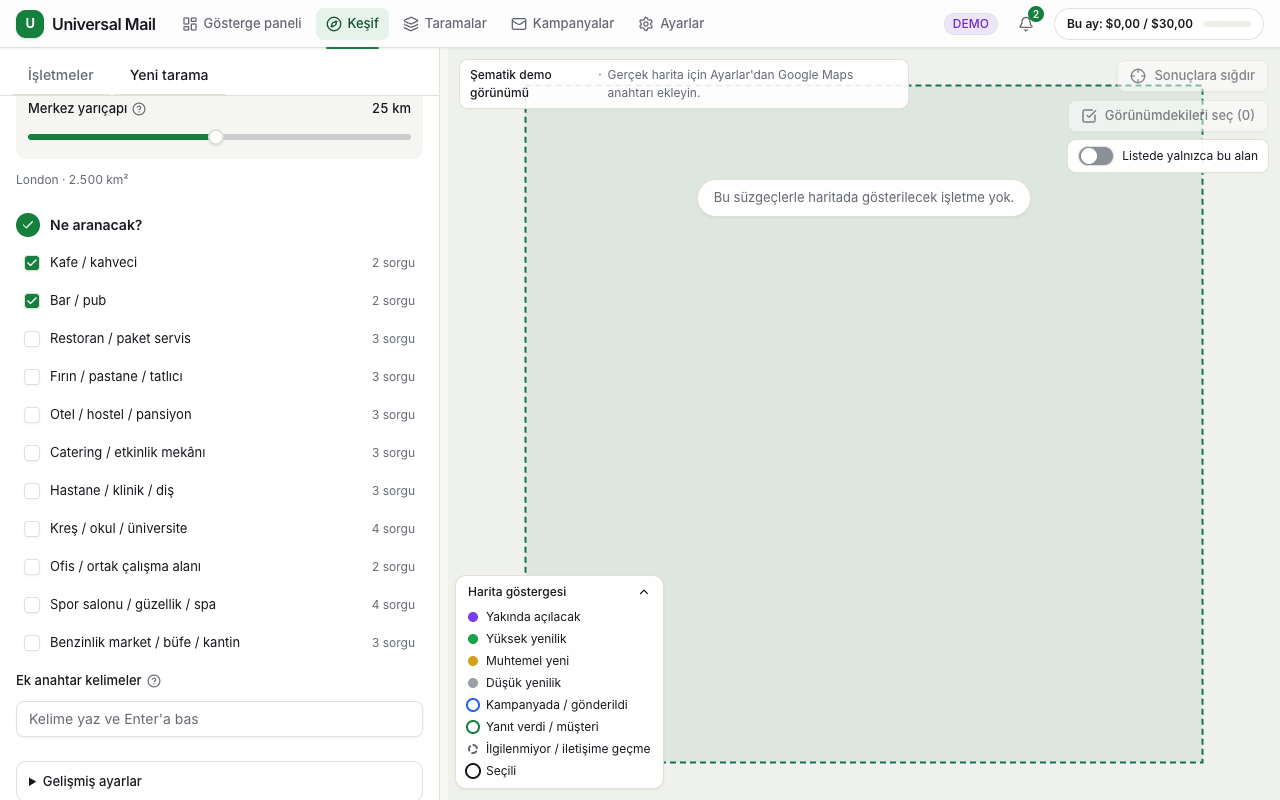 U Universal Mail
Gösterge paneli
Keşif
Taramalar
Kampanyalar
Ayarlar
DEMO
2
Bu ay: $0,00 / $30,00
İşletmeler
Yeni tarama
Merkez yarıçapı ?
25 km
London · 2.500 km²
Ne aranacak?
Kafe / kahveci 2 sorgu
Bar / pub 2 sorgu
Restoran / paket servis 3 sorgu
Fırın / pastane / tatlıcı 3 sorgu
Otel / hostel / pansiyon 3 sorgu
Catering / etkinlik mekânı 3 sorgu
Hastane / klinik / diş 3 sorgu
Kreş / okul / üniversite 4 sorgu
Ofis / ortak çalışma alanı 2 sorgu
Spor salonu / güzellik / spa 4 sorgu
Benzinlik market / büfe / kantin 3 sorgu
Ek anahtar kelimeler ?
Kelime yaz ve Enter'a bas
Gelişmiş ayarlar
Şematik demo görünümü
· Gerçek harita için Ayarlar'dan Google Maps anahtarı ekleyin.
Sonuçlara sığdır
Görünümdekileri seç (0)
Listede yalnızca bu alan
Bu süzgeçlerle haritada gösterilecek işletme yok.
Harita göstergesi
Yakında açılacak
Yüksek yenilik
Muhtemel yeni
Düşük yenilik
Kampanyada / gönderildi
Yanıt verdi / müşteri
İlgilenmiyor / iletişime geçme
Seçili